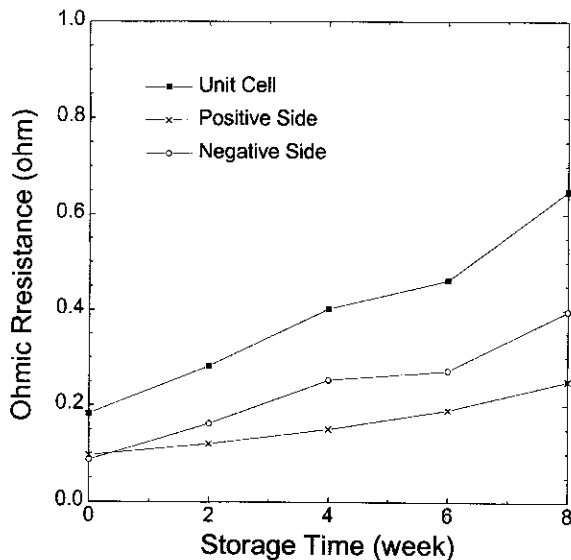 1.0
0.8
0.6
0.4
0.2
0.0
Ohmic Rresistance (ohm)
Unit Cell
Positive Side
Negative Side
0 2 4 6 8
Storage Time (week)